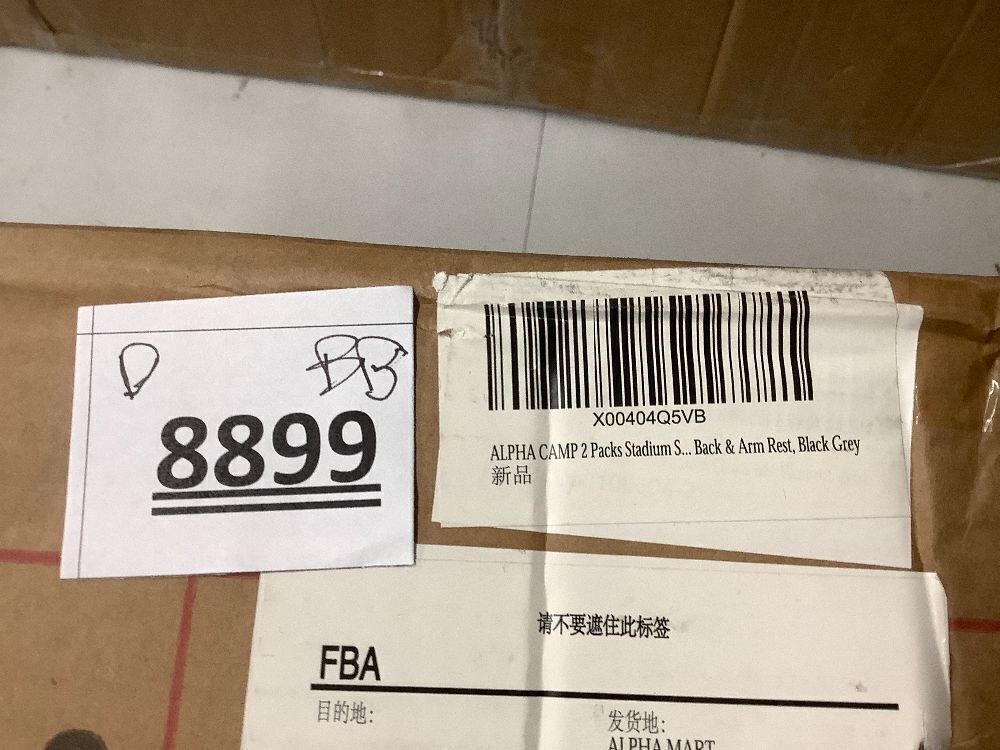 D BB
8899
X00404Q5VB
ALPHA CAMP 2 Packs Stadium S... Back & Arm Rest, Black Grey
新品
请不要遮住此标签
FBA
目的地: 发货地:
ALPHA MART